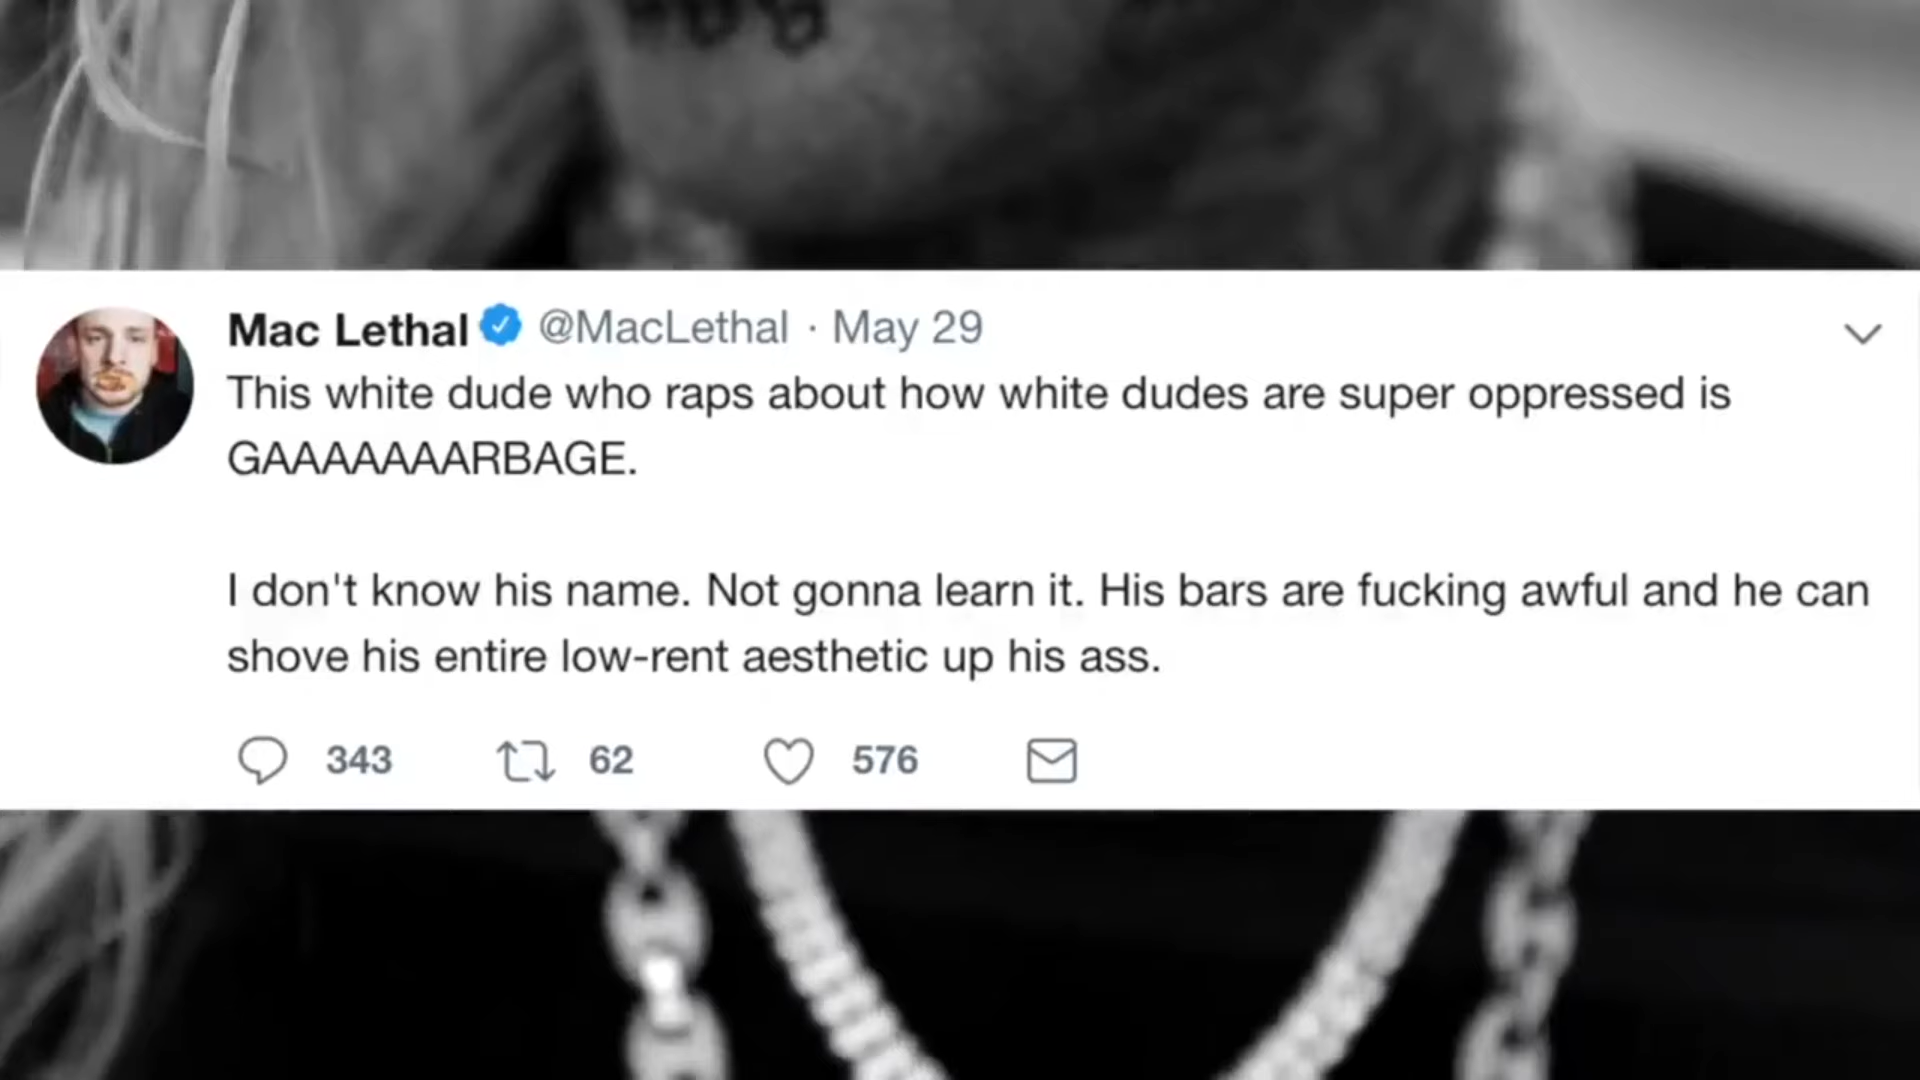 Mac Lethal @MacLethal · May 29
This white dude who raps about how white dudes are super oppressed is
GAAAAAAARBAGE.
I don't know his name. Not gonna learn it. His bars are fucking awful and he can
shove his entire low-rent aesthetic up his ass.
343 62 576